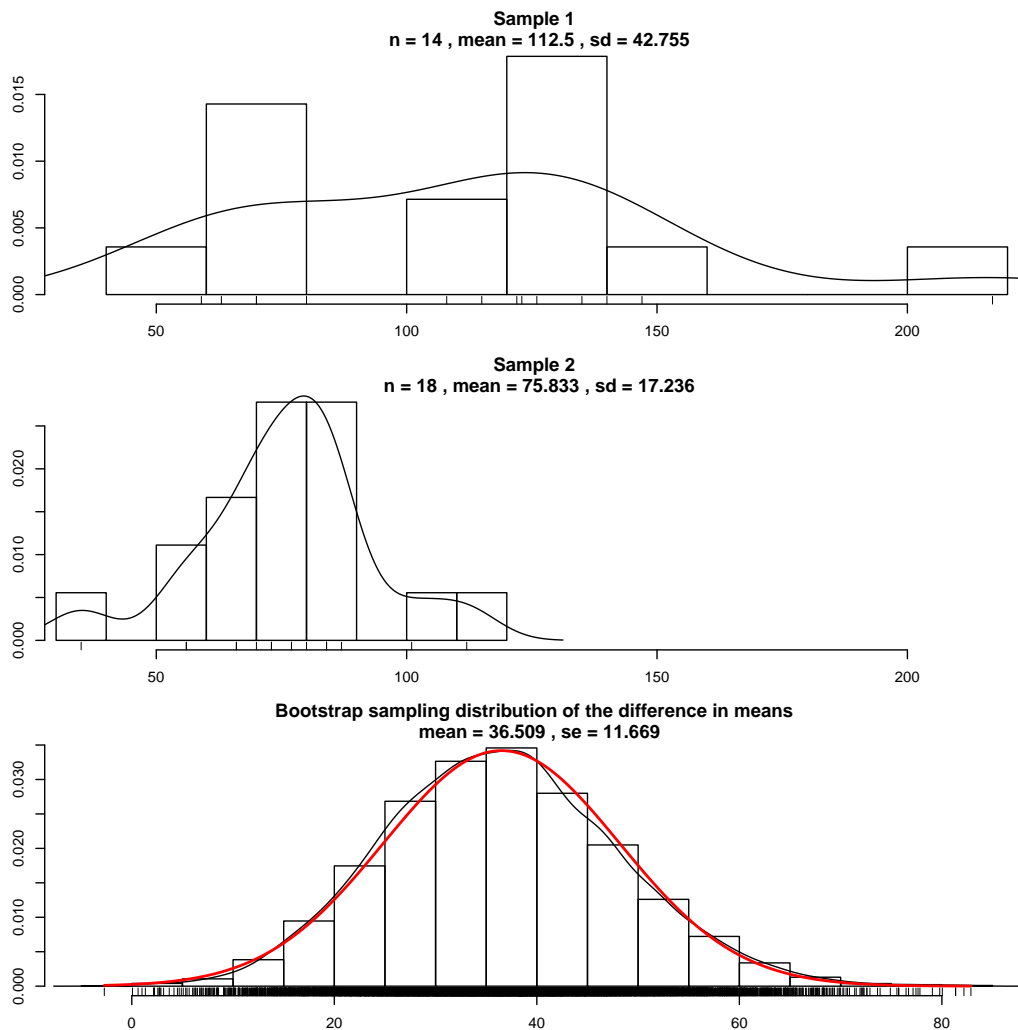 Sample 1
n = 14 , mean = 112.5 , sd = 42.755
0.015
0.010
0.005
0.000
50 100 150 200
Sample 2
n = 18 , mean = 75.833 , sd = 17.236
0.020
0.010
0.000
50 100 150 200
Bootstrap sampling distribution of the difference in means
mean = 36.509 , se = 11.669
0.030
0.020
0.010
0.000
0 20 40 60 80